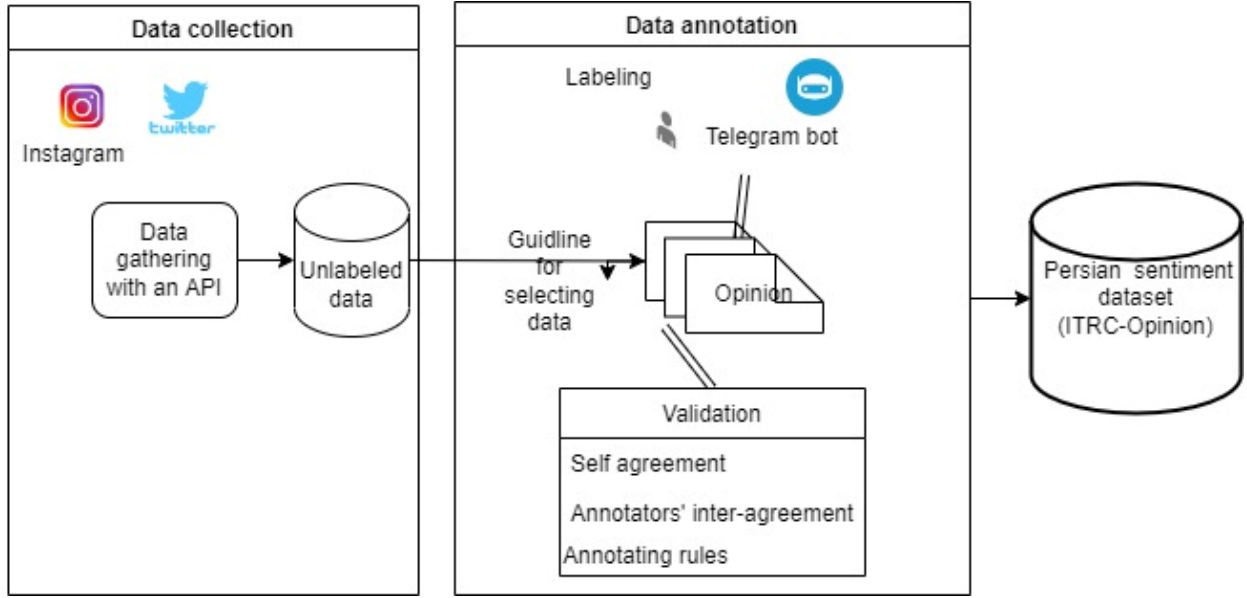 Data collection
twitter
Instagram
Data
gathering
with an API
Unlabeled
data
Data annotation
Labeling
Telegram bot
Guidline
for
selecting
data
Opinion
Validation
Self agreement
Annotators' inter-agreement
Annotating rules
Persian sentiment
dataset
(ITRC-Opinion)